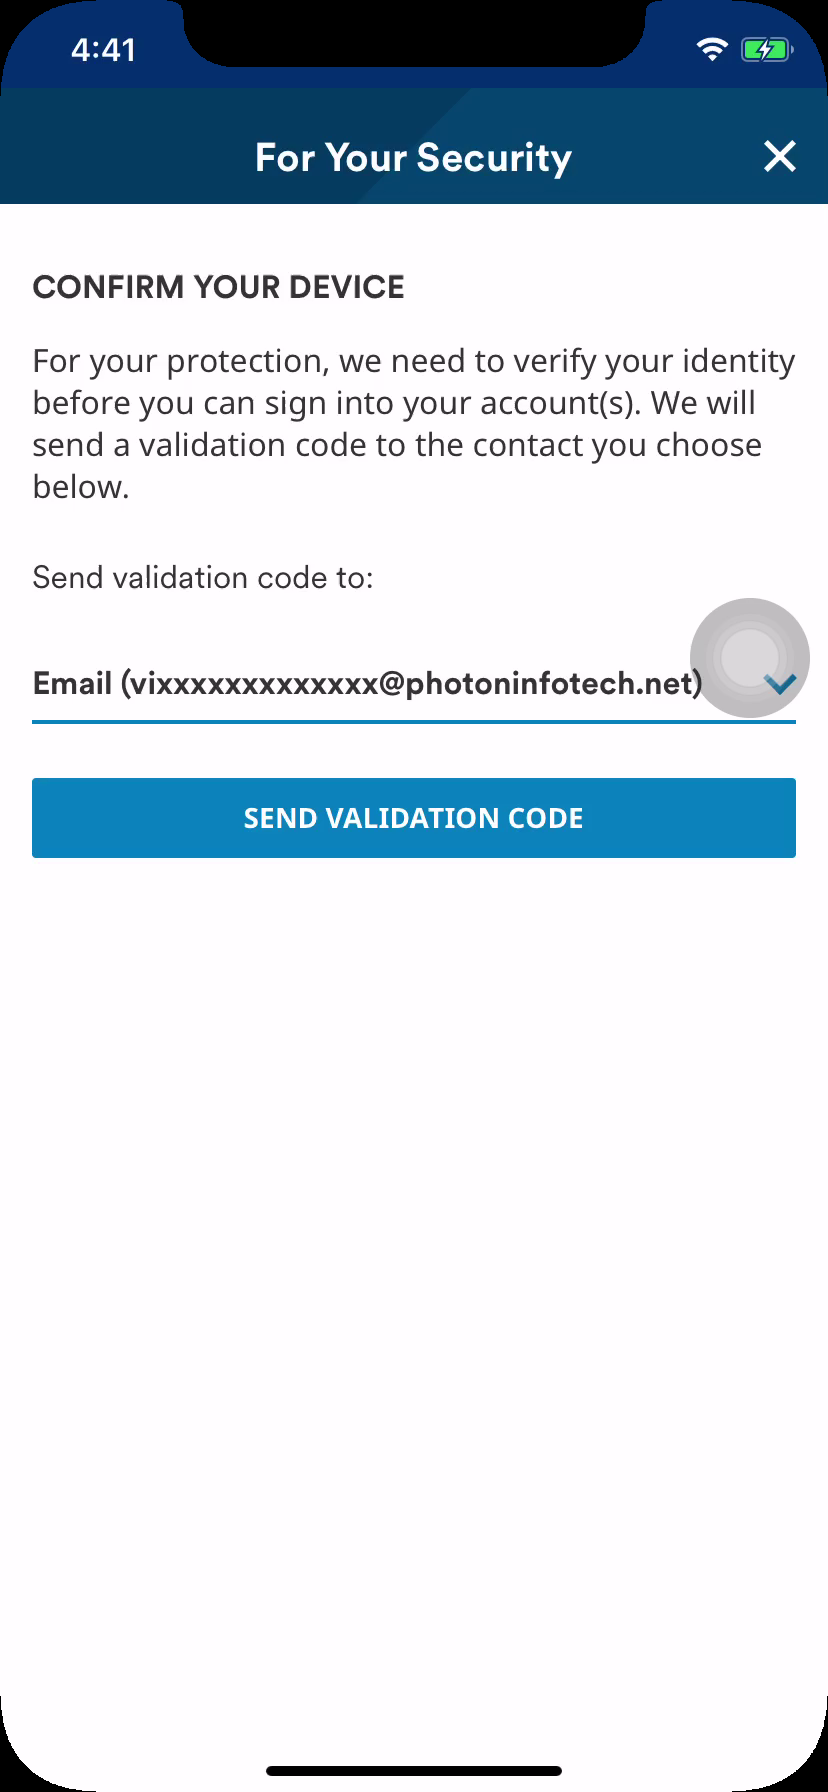 4:41
For Your Security
CONFIRM YOUR DEVICE
For your protection, we need to verify your identity
before you can sign into your account(s). We will
send a validation code to the contact you choose
below.
Send validation code to:
Email (vixxxxxxxxxxxxxx@photoninfotech.net)
SEND VALIDATION CODE